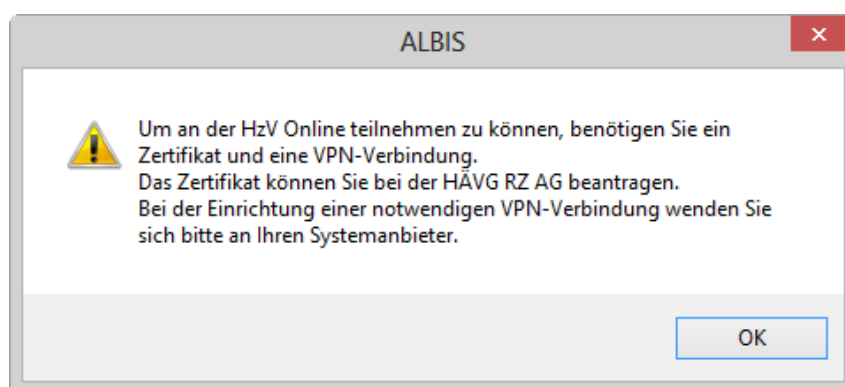 ALBIS
Um an der HzV Online teilnehmen zu können, benötigen Sie ein
Zertifikat und eine VPN-Verbindung.
Das Zertifikat können Sie bei der HÄVG RZ AG beantragen.
Bei der Einrichtung einer notwendigen VPN-Verbindung wenden Sie
sich bitte an Ihren Systemanbieter.
OK